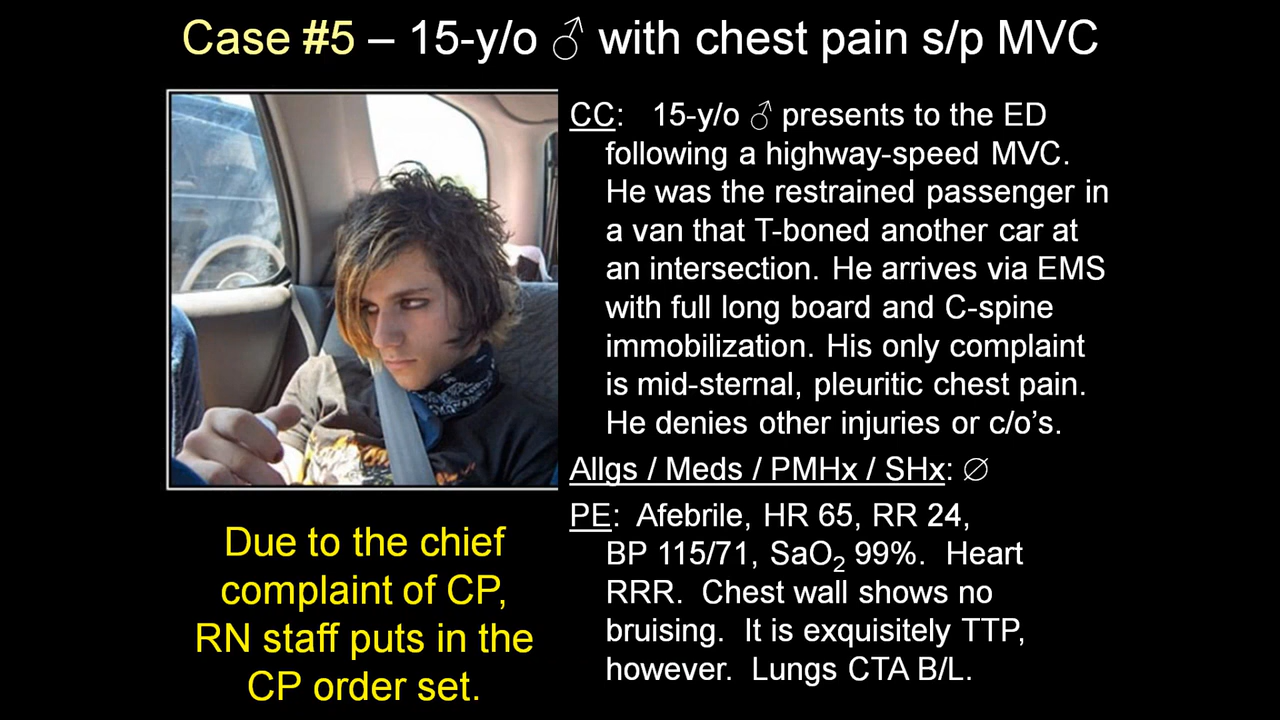 Case #5 – 15-y/o ♂ with chest pain s/p MVC
CC: 15-y/o ♂ presents to the ED
following a highway-speed MVC.
He was the restrained passenger in
a van that T-boned another car at
an intersection. He arrives via EMS
with full long board and C-spine
immobilization. His only complaint
is mid-sternal, pleuritic chest pain.
He denies other injuries or c/o’s.
Allgs / Meds / PMHx / SHx: ∅
PE: Afebrile, HR 65, RR 24,
BP 115/71, SaO₂ 99%. Heart
RRR. Chest wall shows no
bruising. It is exquisitely TTP,
however. Lungs CTA B/L.
Due to the chief
complaint of CP,
RN staff puts in the
CP order set.